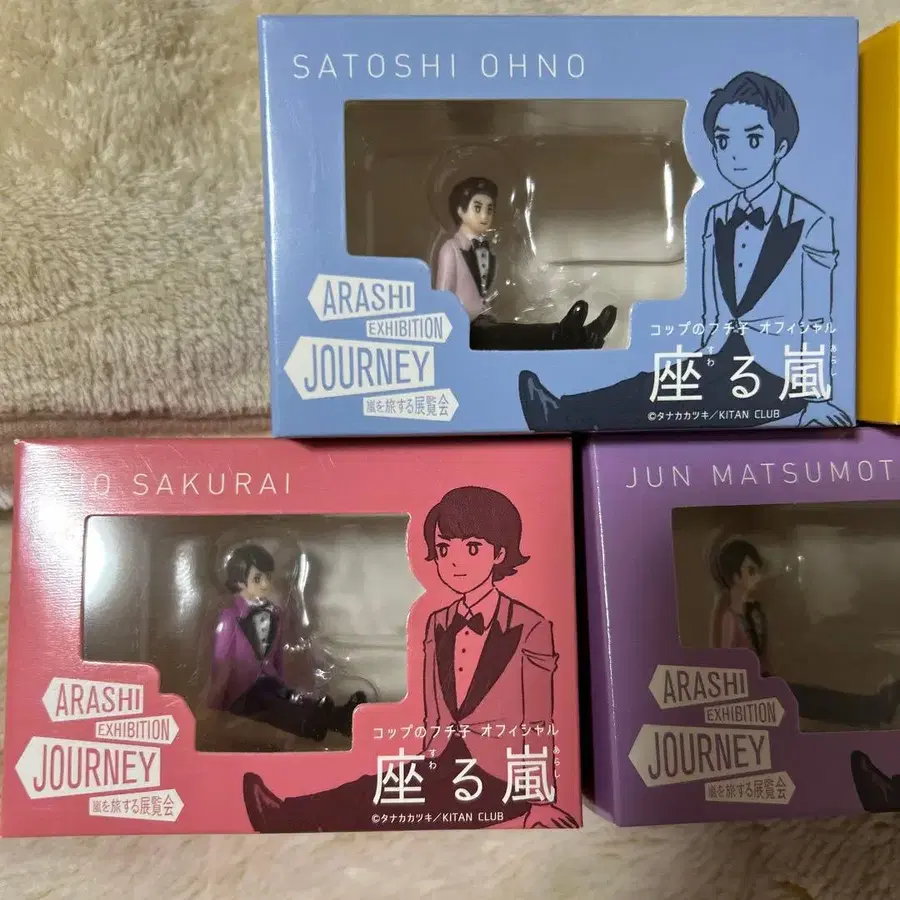 SATOSHI OHNO
ARASHI
EXHIBITION
JOURNEY
嵐を旅する展覧会
コップのフチ子 オフィシャル
座る嵐
すわ
あらし
©タナカカツキ/KITAN CLUB
IO SAKURAI
ARASHI
EXHIBITION
JOURNEY
嵐を旅する展覧会
コップのフチ子 オフィシャル
座る嵐
すわ
あらし
©タナカカツキ/KITAN CLUB
JUN MATSUMOT
ARASHI
EXHIBITION
JOURNEY
嵐を旅する展覧会